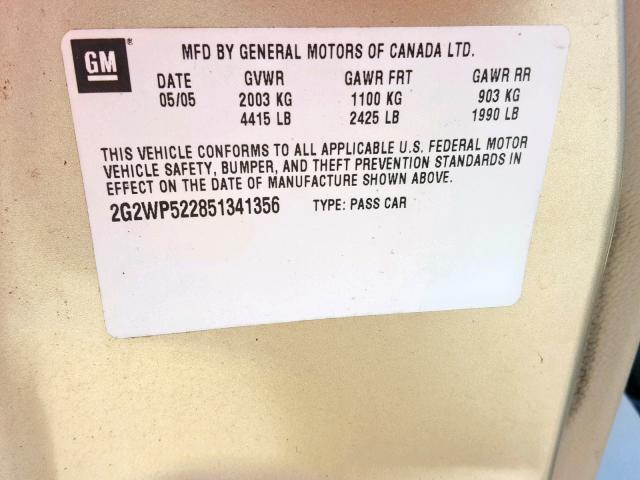 GM ® MFD BY GENERAL MOTORS OF CANADA LTD.
DATE GVWR GAWR FRT GAWR RR
05/05 2003 KG 1100 KG 903 KG
4415 LB 2425 LB 1990 LB
THIS VEHICLE CONFORMS TO ALL APPLICABLE U.S. FEDERAL MOTOR
VEHICLE SAFETY, BUMPER, AND THEFT PREVENTION STANDARDS IN
EFFECT ON THE DATE OF MANUFACTURE SHOWN ABOVE.
2G2WP522851341356 TYPE: PASS CAR